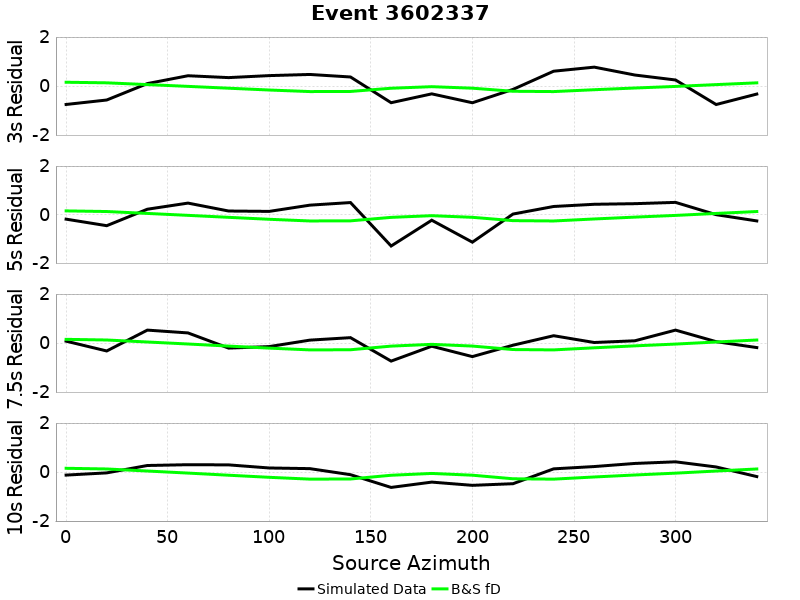 Event 3602337
3s Residual
2
0
-2
5s Residual
2
0
-2
7.5s Residual
2
0
-2
10s Residual
2
0
-2
0 50 100 150 200 250 300
Source Azimuth
Simulated Data B&S fD